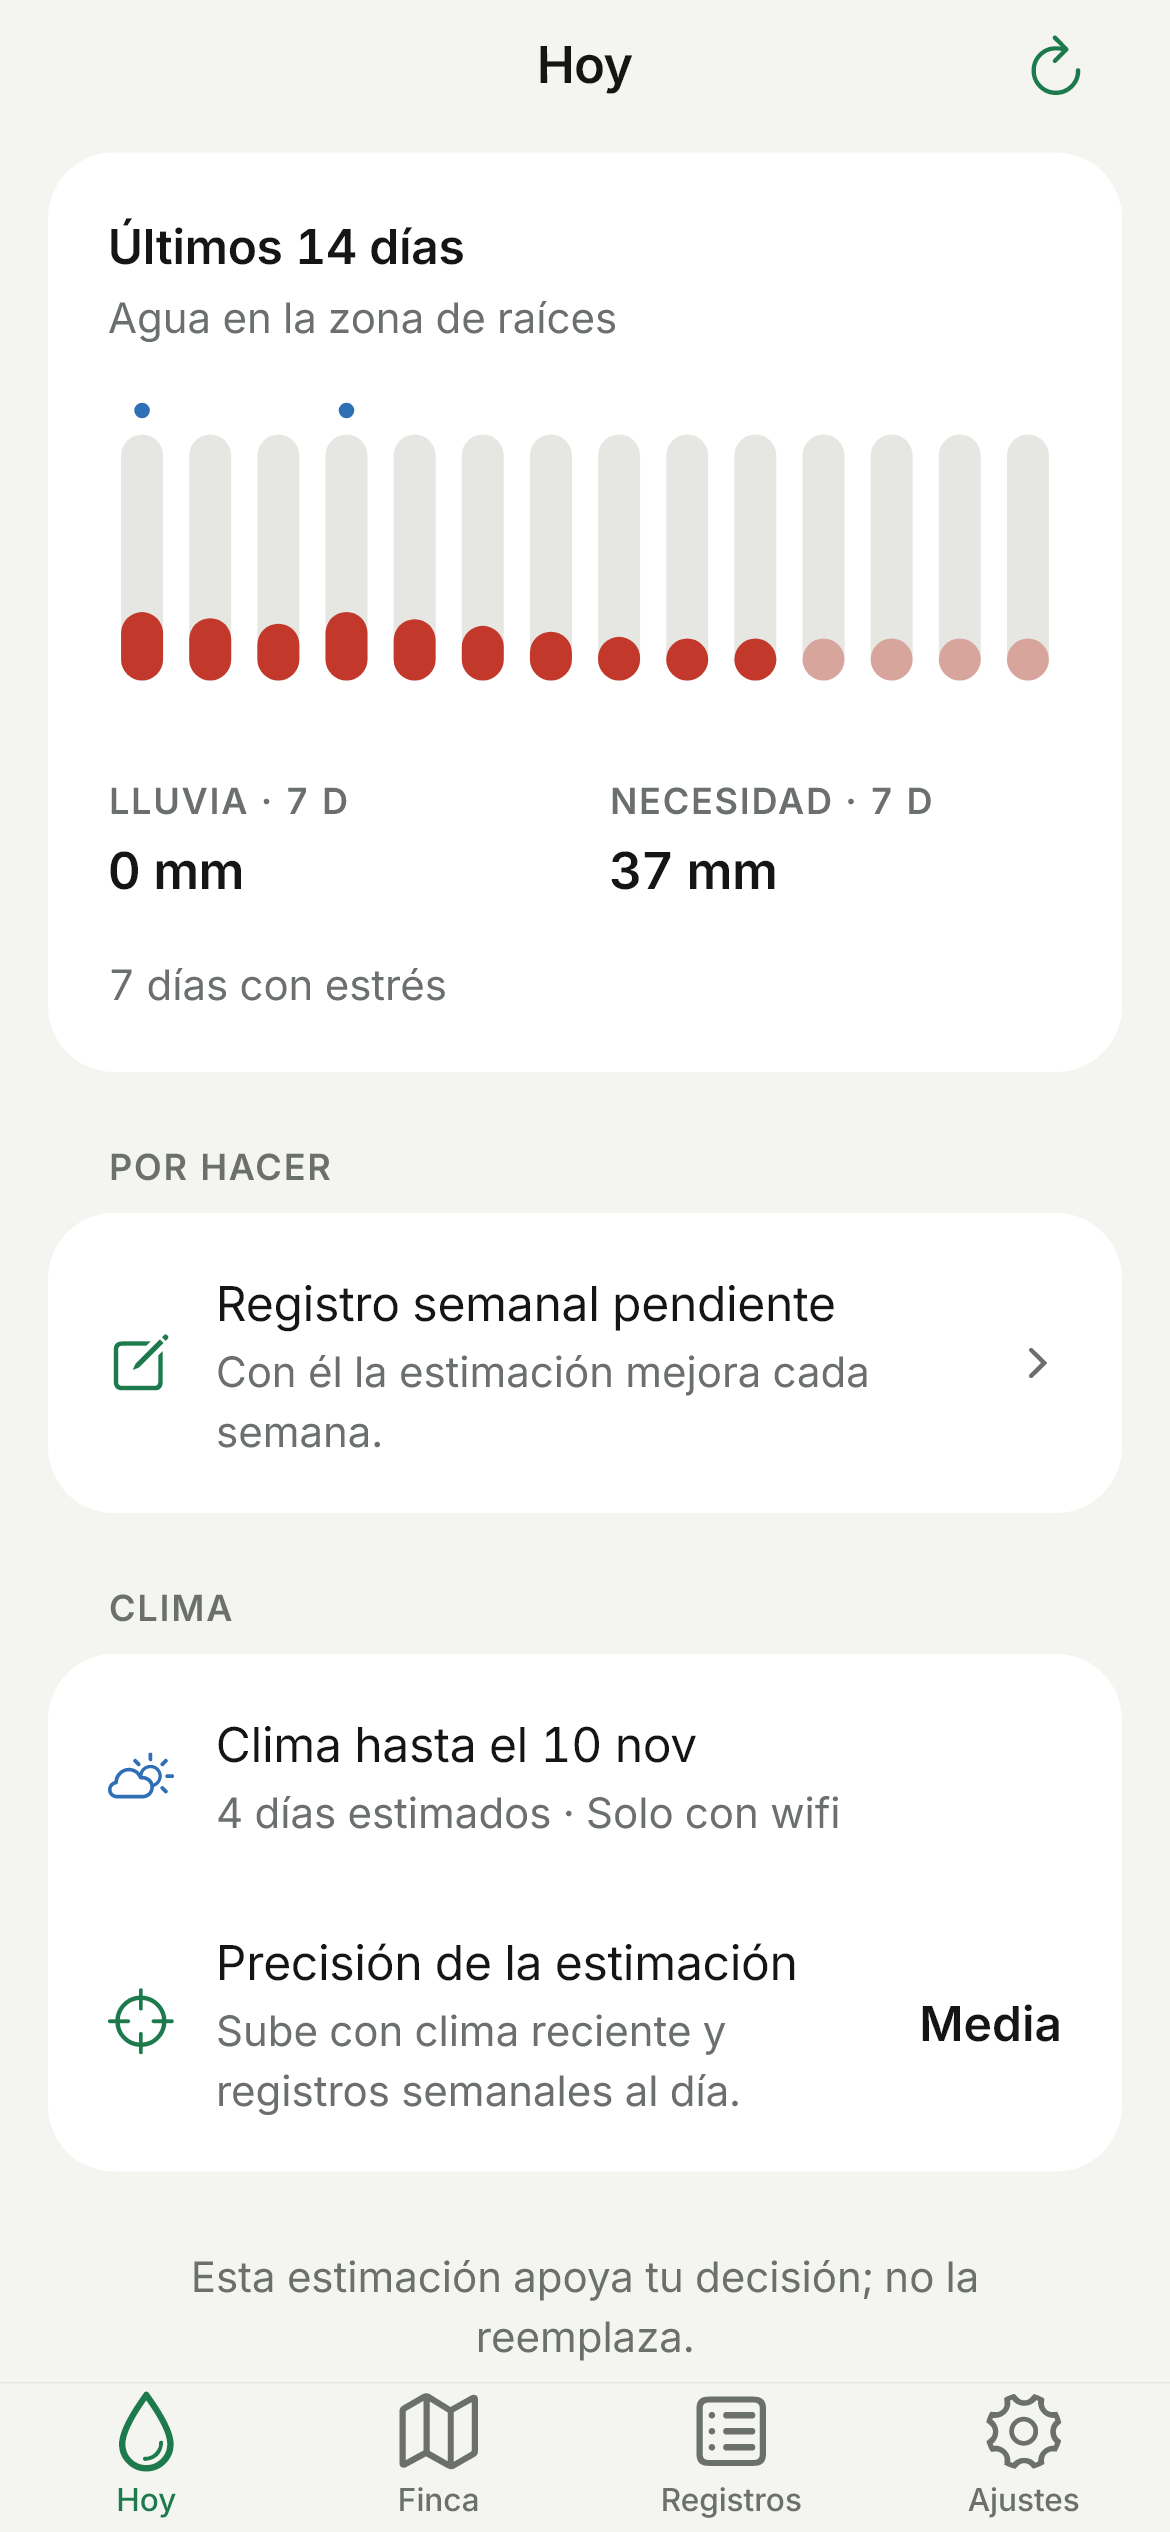 Hoy
Últimos 14 días
Agua en la zona de raíces
LLUVIA · 7 D
NECESIDAD · 7 D
0 mm
37 mm
7 días con estrés
POR HACER
Registro semanal pendiente
Con él la estimación mejora cada
semana.
CLIMA
Clima hasta el 10 nov
4 días estimados · Solo con wifi
Precisión de la estimación
Sube con clima reciente y
registros semanales al día.
Media
Esta estimación apoya tu decisión; no la
reemplaza.
Hoy
Finca
Registros
Ajustes